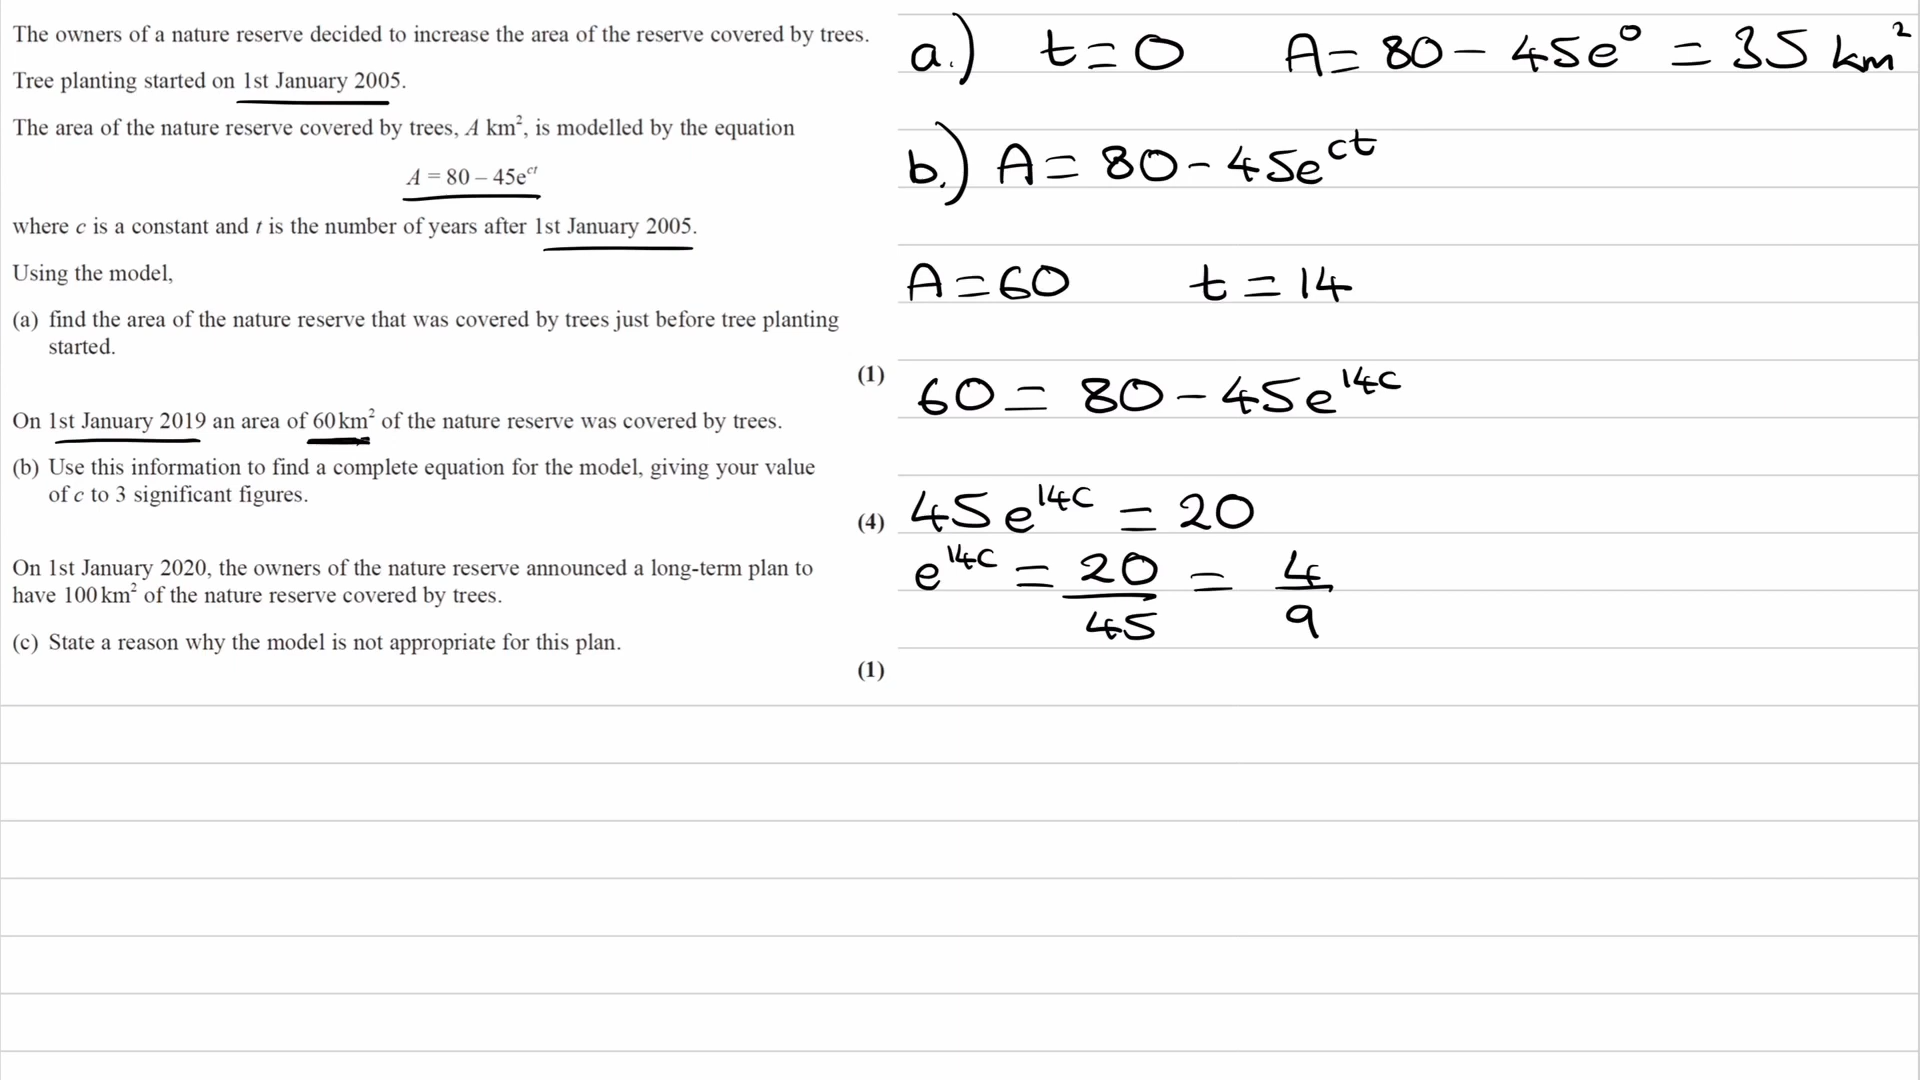 The owners of a nature reserve decided to increase the area of the reserve covered by trees.
Tree planting started on 1st January 2005.
The area of the nature reserve covered by trees, A km², is modelled by the equation
A = 80 – 45e^{ct}
where c is a constant and t is the number of years after 1st January 2005.
Using the model,
(a) find the area of the nature reserve that was covered by trees just before tree planting
started.
(1)
On 1st January 2019 an area of 60 km² of the nature reserve was covered by trees.
(b) Use this information to find a complete equation for the model, giving your value
of c to 3 significant figures.
(4)
On 1st January 2020, the owners of the nature reserve announced a long-term plan to
have 100 km² of the nature reserve covered by trees.
(c) State a reason why the model is not appropriate for this plan.
(1)
a.) t = 0 A = 80 – 45e^0 = 35 km²
b.) A = 80 – 45e^{ct}
A = 60 t = 14
60 = 80 – 45e^{14c}
45e^{14c} = 20
e^{14c} = 20/45 = 4/9